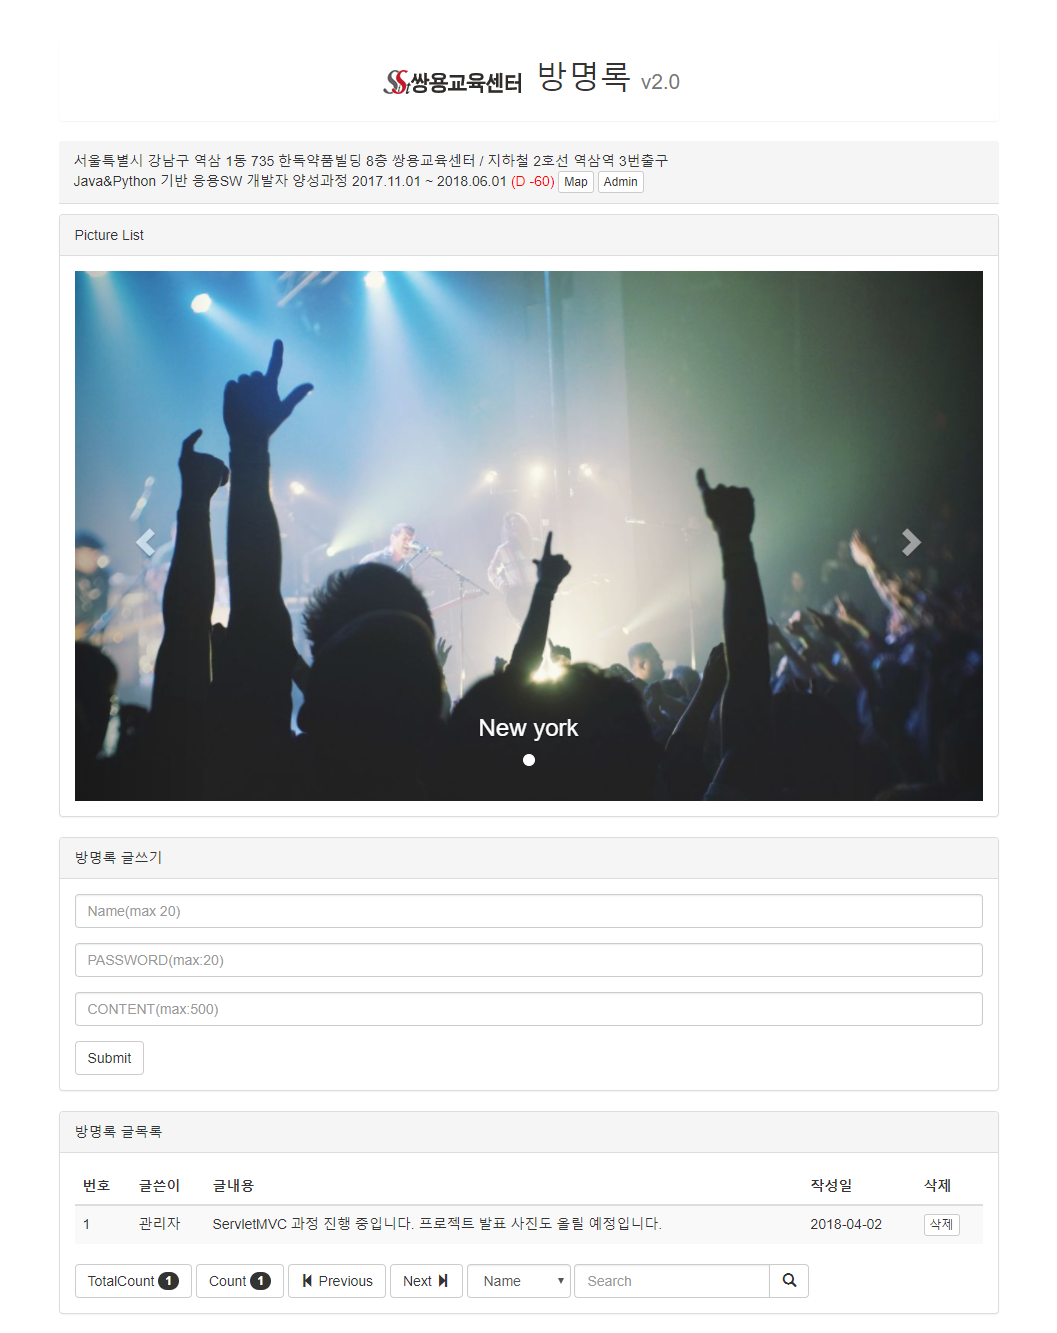 SSt쌍용교육센터 방명록 v2.0
서울특별시 강남구 역삼 1동 735 한독약품빌딩 8층 쌍용교육센터 / 지하철 2호선 역삼역 3번출구
Java&Python 기반 응용SW 개발자 양성과정 2017.11.01 ~ 2018.06.01 (D -60) Map Admin
Picture List
New york
방명록 글쓰기
Name(max 20)
PASSWORD(max:20)
CONTENT(max:500)
Submit
방명록 글목록
번호 글쓴이 글내용 작성일 삭제
1 관리자 ServletMVC 과정 진행 중입니다. 프로젝트 발표 사진도 올릴 예정입니다. 2018-04-02 삭제
TotalCount 1 Count 1 Previous Next Name Search